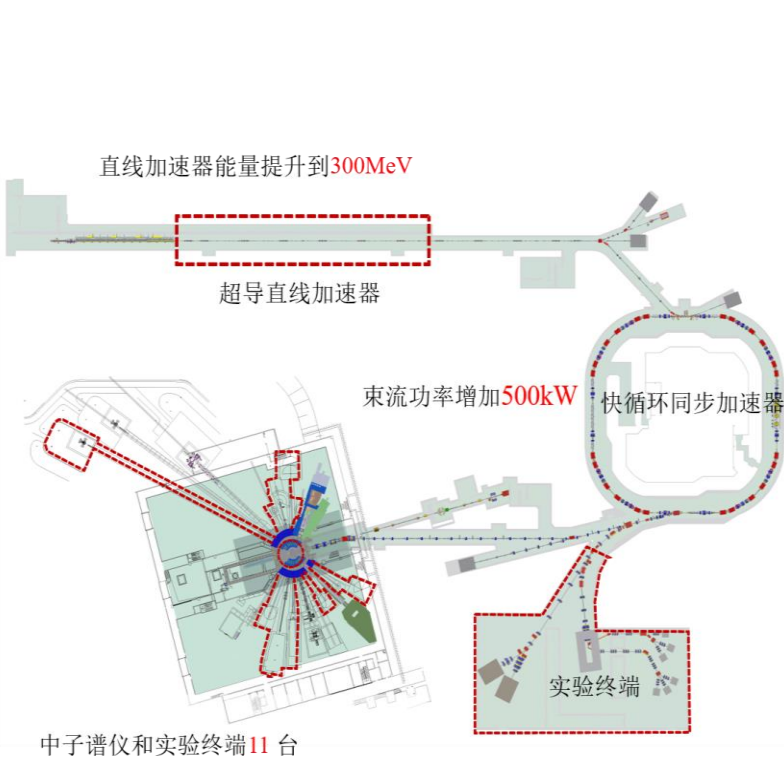 直线加速器能量提升到300MeV
超导直线加速器
束流功率增加500kW
快循环同步加速器
实验终端
中子谱仪和实验终端11 台